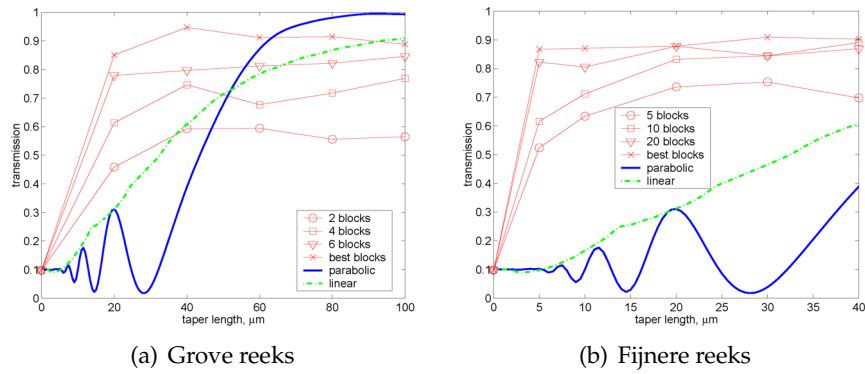 1
0.9
0.8
0.7
0.6
0.5
0.4
0.3
0.2
0.1
0
transmission
0 20 40 60 80 100
taper length, μm
2 blocks
4 blocks
6 blocks
best blocks
parabolic
linear
(a) Grove reeks
1
0.9
0.8
0.7
0.6
0.5
0.4
0.3
0.2
0.1
0
transmission
0 5 10 15 20 25 30 35 40
taper length, μm
5 blocks
10 blocks
20 blocks
best blocks
parabolic
linear
(b) Fijnere reeks